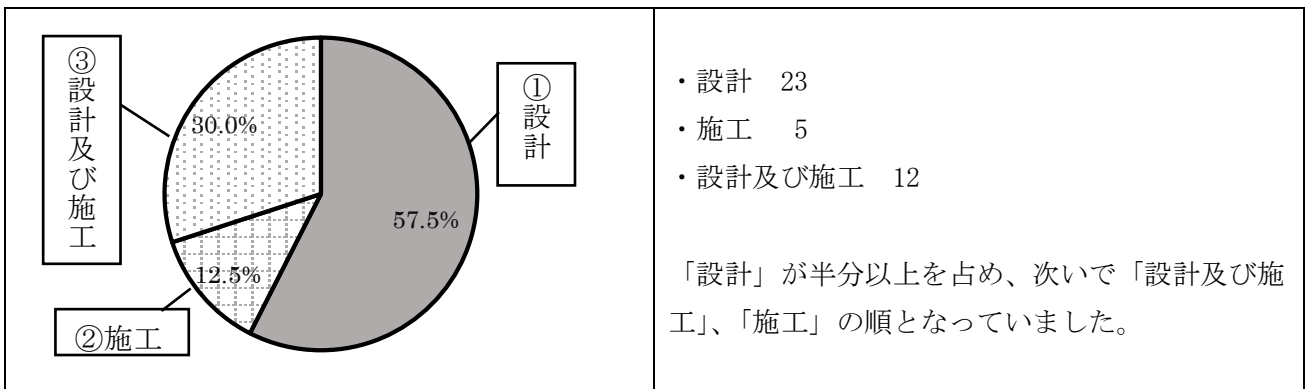 ③設計及び施工
30.0%
①設計
57.5%
12.5%
②施工
・設計　23
・施工　 5
・設計及び施工　12
「設計」が半分以上を占め、次いで「設計及び施
工」、「施工」の順となっていました。